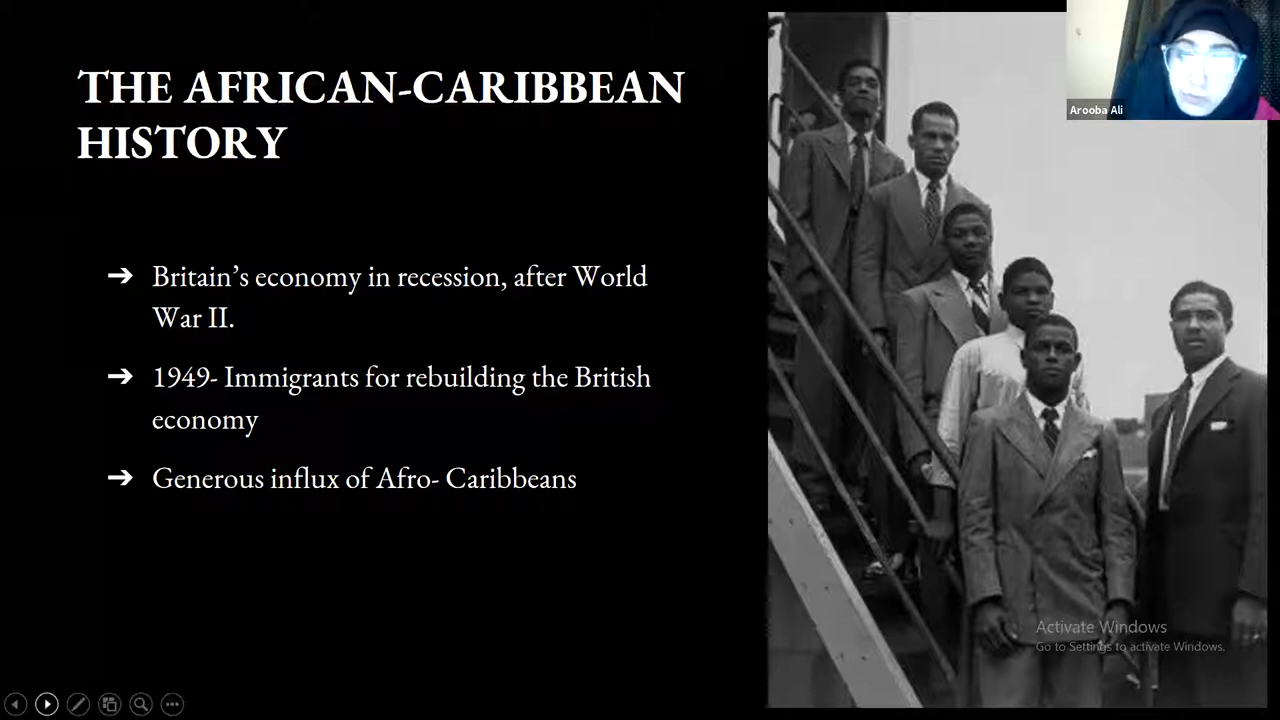 THE AFRICAN-CARIBBEAN
HISTORY
Arooba Ali
➔ Britain’s economy in recession, after World
War II.
➔ 1949- Immigrants for rebuilding the British
economy
➔ Generous influx of Afro- Caribbeans
Activate Windows
Go to Settings to activate Windows.